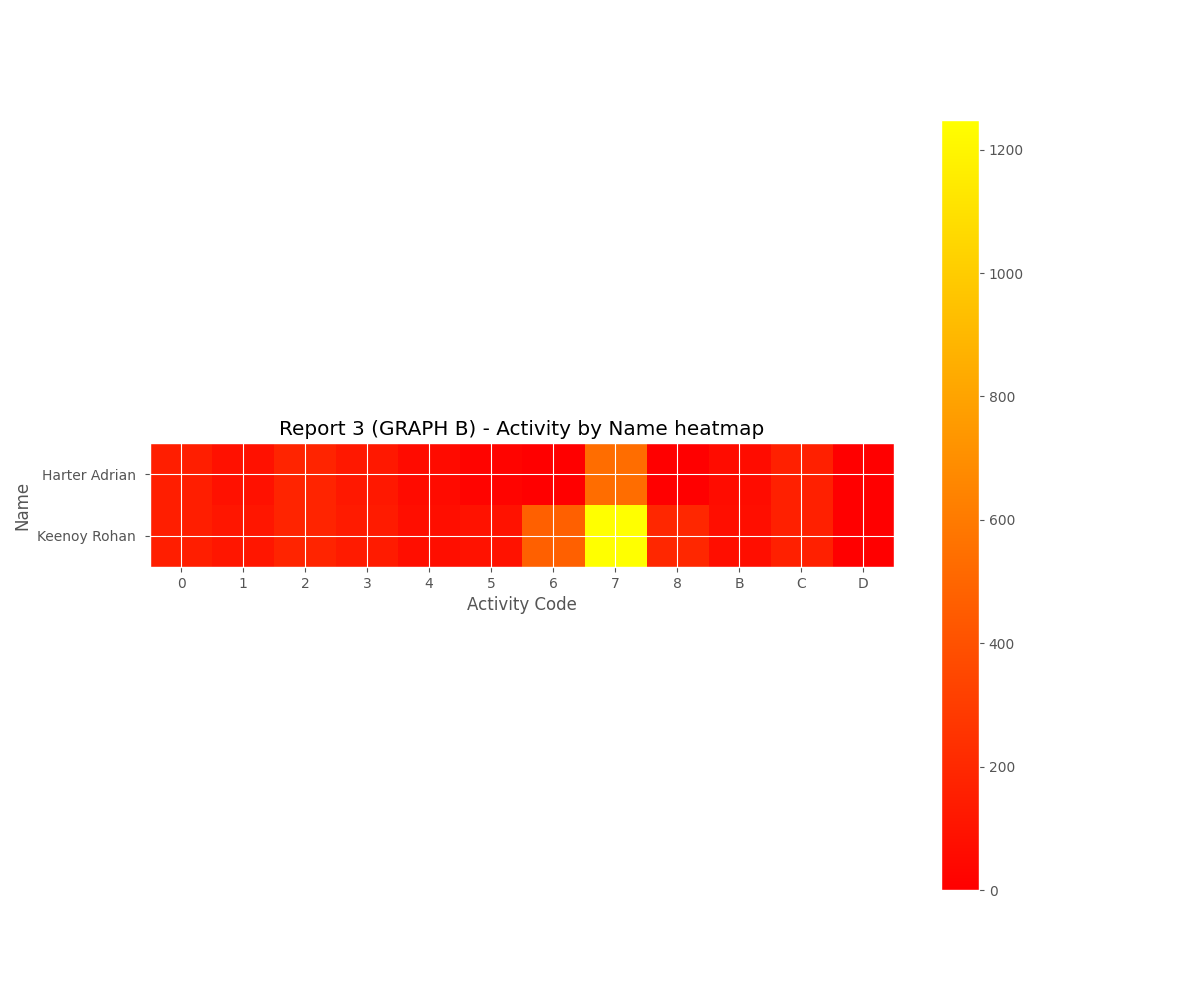 Report 3 (GRAPH B) - Activity by Name heatmap
Name
Harter Adrian
Keenoy Rohan
0 1 2 3 4 5 6 7 8 B C D
Activity Code
1200
1000
800
600
400
200
0